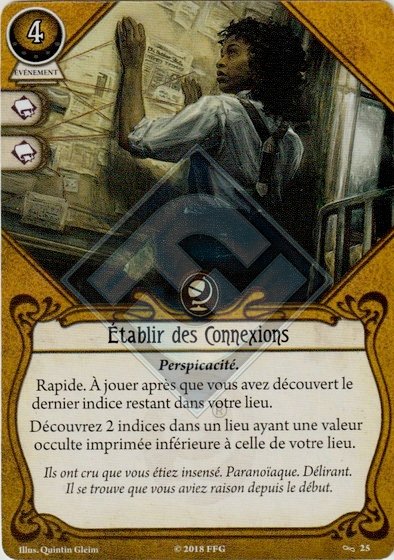 4
ÉVÉNEMENT
Établir des Connexions
Perspicacité.
Rapide. À jouer après que vous avez découvert le
dernier indice restant dans votre lieu.
Découvrez 2 indices dans un lieu ayant une valeur
occulte imprimée inférieure à celle de votre lieu.
Ils ont cru que vous étiez insensé. Paranoïaque. Délirant.
Il se trouve que vous aviez raison depuis le début.
Illus. Quintin Gleim
© 2018 FFG
25